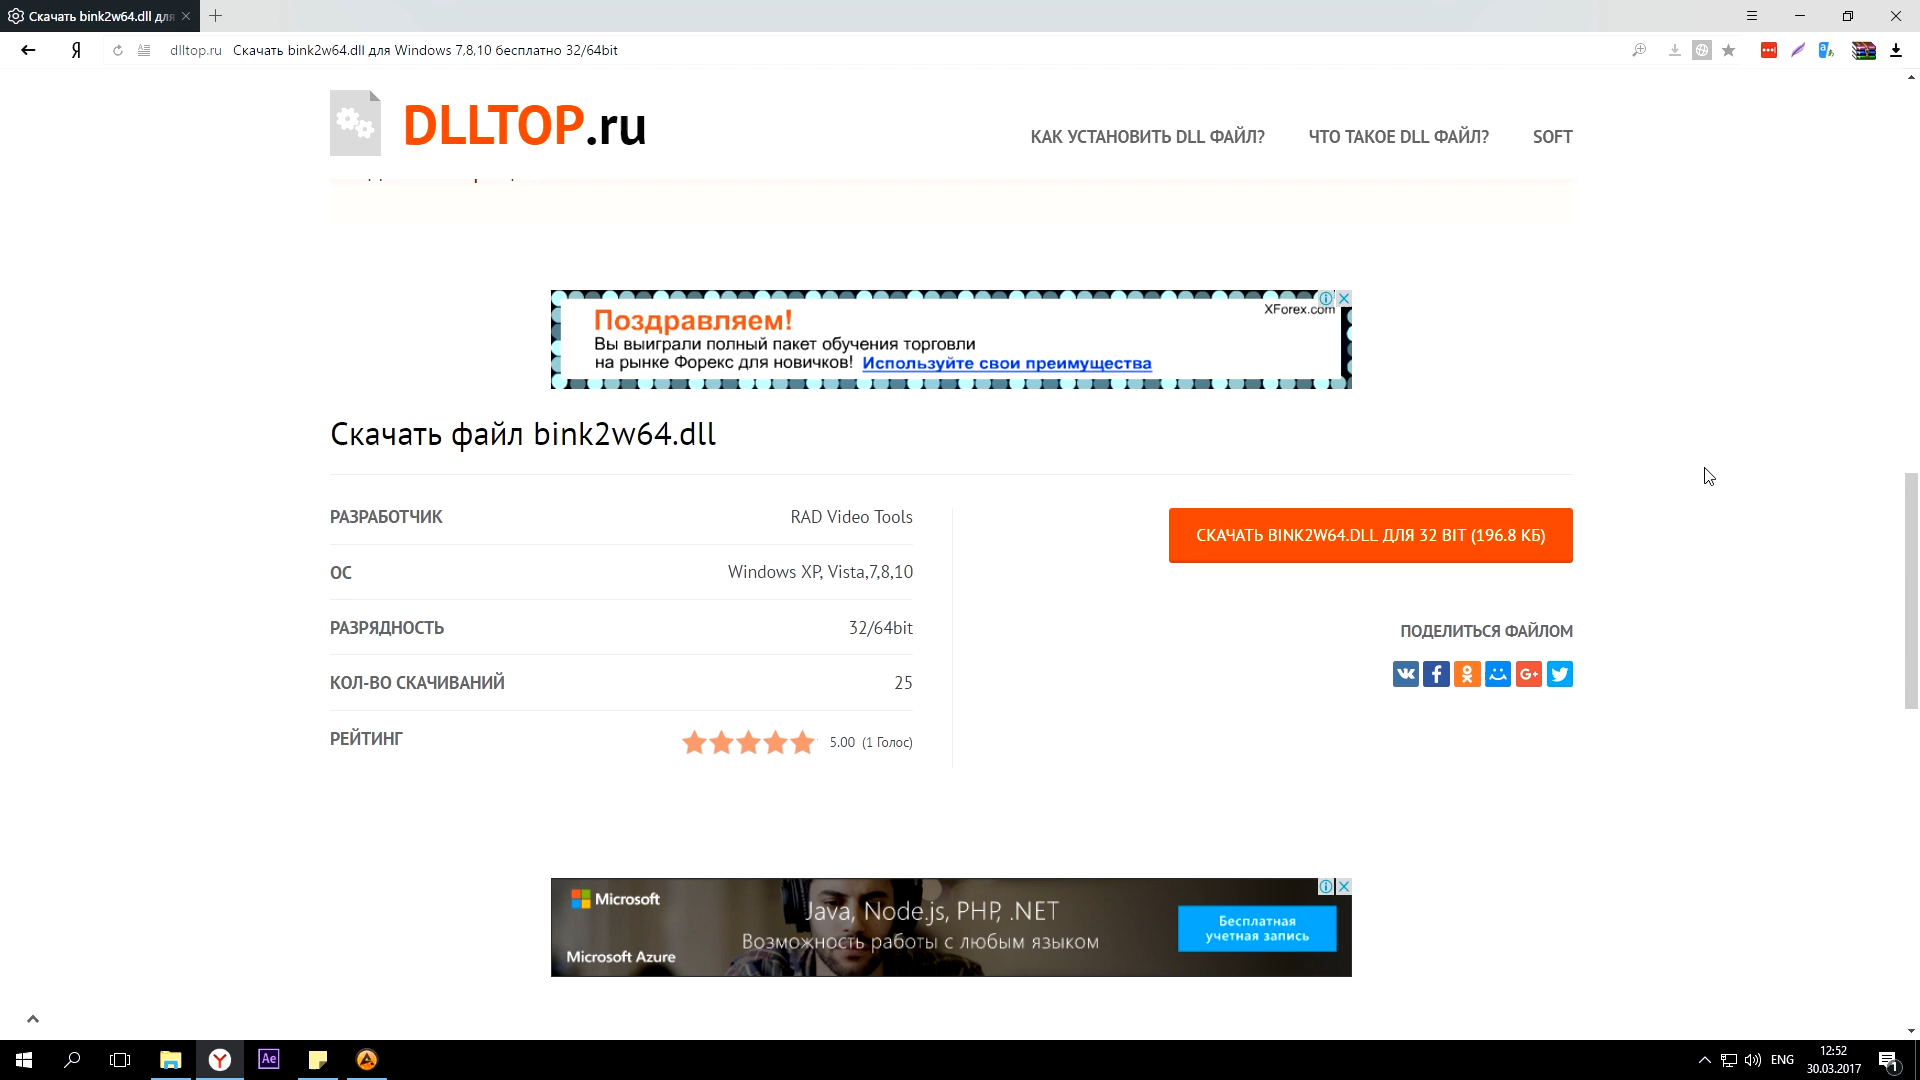 Скачать bink2w64.dll для
Я
dlltop.ru Скачать bink2w64.dll для Windows 7,8,10 бесплатно 32/64bit
DLLTOP.ru
КАК УСТАНОВИТЬ DLL ФАЙЛ?
ЧТО ТАКОЕ DLL ФАЙЛ?
SOFT
XForex.com
Поздравляем!
Вы выиграли полный пакет обучения торговли
на рынке Форекс для новичков! Используйте свои преимущества
Скачать файл bink2w64.dll
РАЗРАБОТЧИК RAD Video Tools
ОС Windows XP, Vista,7,8,10
РАЗРЯДНОСТЬ 32/64bit
КОЛ-ВО СКАЧИВАНИЙ 25
РЕЙТИНГ 5.00 (1 Голос)
СКАЧАТЬ BINK2W64.DLL ДЛЯ 32 BIT (196.8 КБ)
ПОДЕЛИТЬСЯ ФАЙЛОМ
Microsoft
Microsoft Azure
Java, Node.js, PHP, .NET
Возможность работы с любым языком
Бесплатная
учетная запись
Ae
ENG
12:52
30.03.2017
1